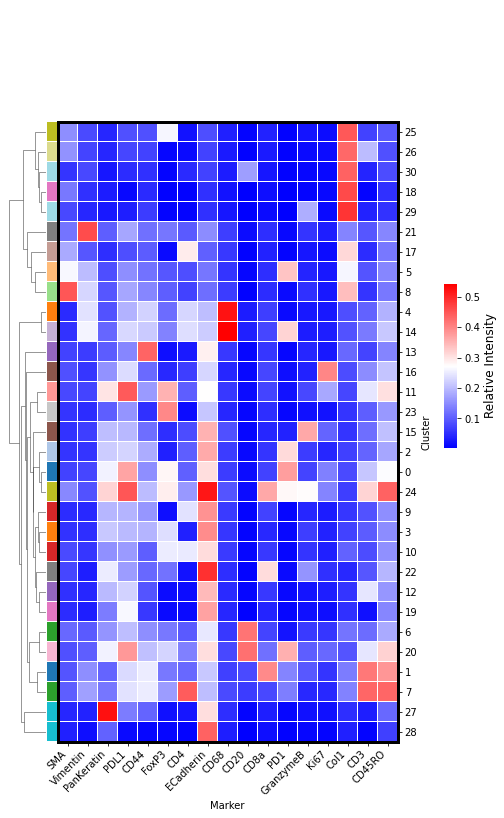 25
26
30
18
29
21
17
5
8
4
14
13
16
11
23
15
2
0
24
9
3
10
22
12
19
6
20
1
7
27
28
Cluster
SMA
Vimentin
PanKeratin
PDL1
CD44
FoxP3
CD4
ECadherin
CD68
CD20
CD8a
PD1
GranzymeB
Ki67
Col1
CD3
CD45RO
Marker
0.5
0.4
0.3
0.2
0.1
Relative Intensity